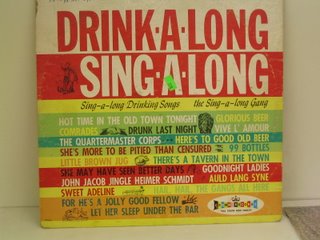 DRINK·A·LONG
SING·A·LONG
Sing-a-long Drinking Songs the Sing-a-long Gang
HOT TIME IN THE OLD TOWN TONIGHT GLORIOUS BEER
COMRADES DRUNK LAST NIGHT VIVE L' AMOUR
THE QUARTERMASTER CORPS HERE'S TO GOOD OLD BEER
SHE'S MORE TO BE PITIED THAN CENSURED 99 BOTTLES
LITTLE BROWN JUG THERE'S A TAVERN IN THE TOWN
SHE MAY HAVE SEEN BETTER DAYS GOODNIGHT LADIES
JOHN JACOB JINGLE HEIMER SCHMIDT AULD LANG SYNE
SWEET ADELINE HAIL, HAIL, THE GANGS ALL HERE
FOR HE'S A JOLLY GOOD FELLOW
LET HER SLEEP UNDER THE BAR